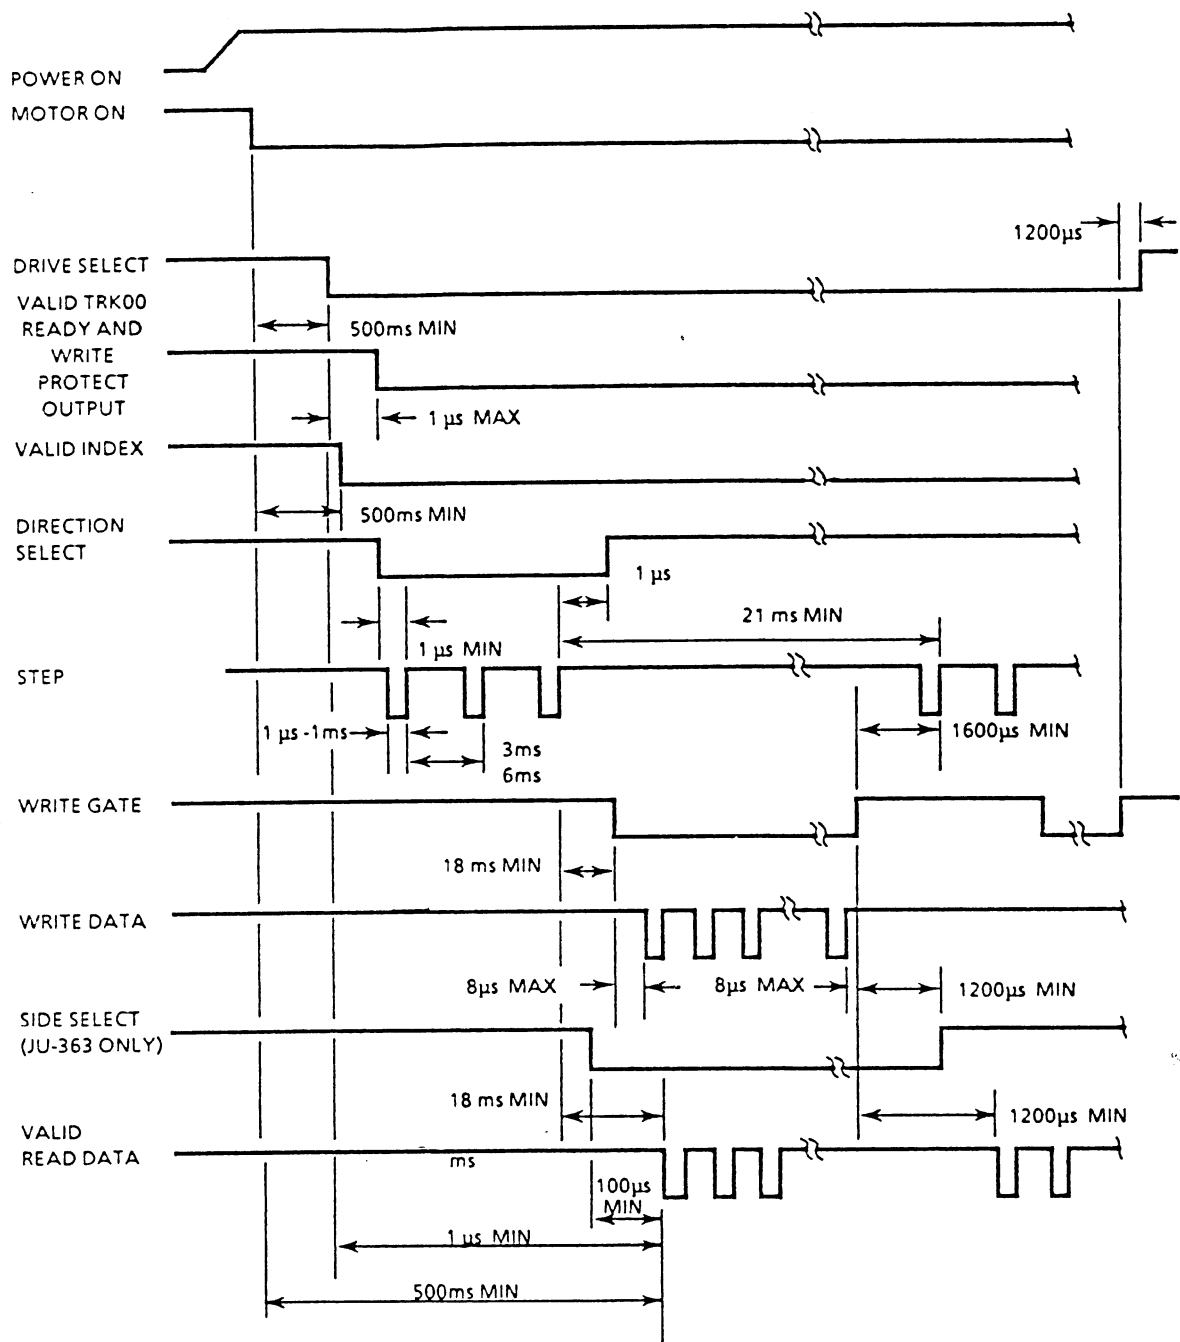 POWER ON
MOTOR ON
1200µs
DRIVE SELECT
VALID TRK00
READY AND
WRITE
PROTECT
OUTPUT
500ms MIN
1 µs MAX
VALID INDEX
500ms MIN
DIRECTION
SELECT
1 µs
21 ms MIN
1 µs MIN
STEP
1 µs -1ms
3ms
6ms
1600µs MIN
WRITE GATE
18 ms MIN
WRITE DATA
8µs MAX
8µs MAX
1200µs MIN
SIDE SELECT
(JU-363 ONLY)
18 ms MIN
1200µs MIN
VALID
READ DATA
ms
100µs
MIN
1 µs MIN
500ms MIN